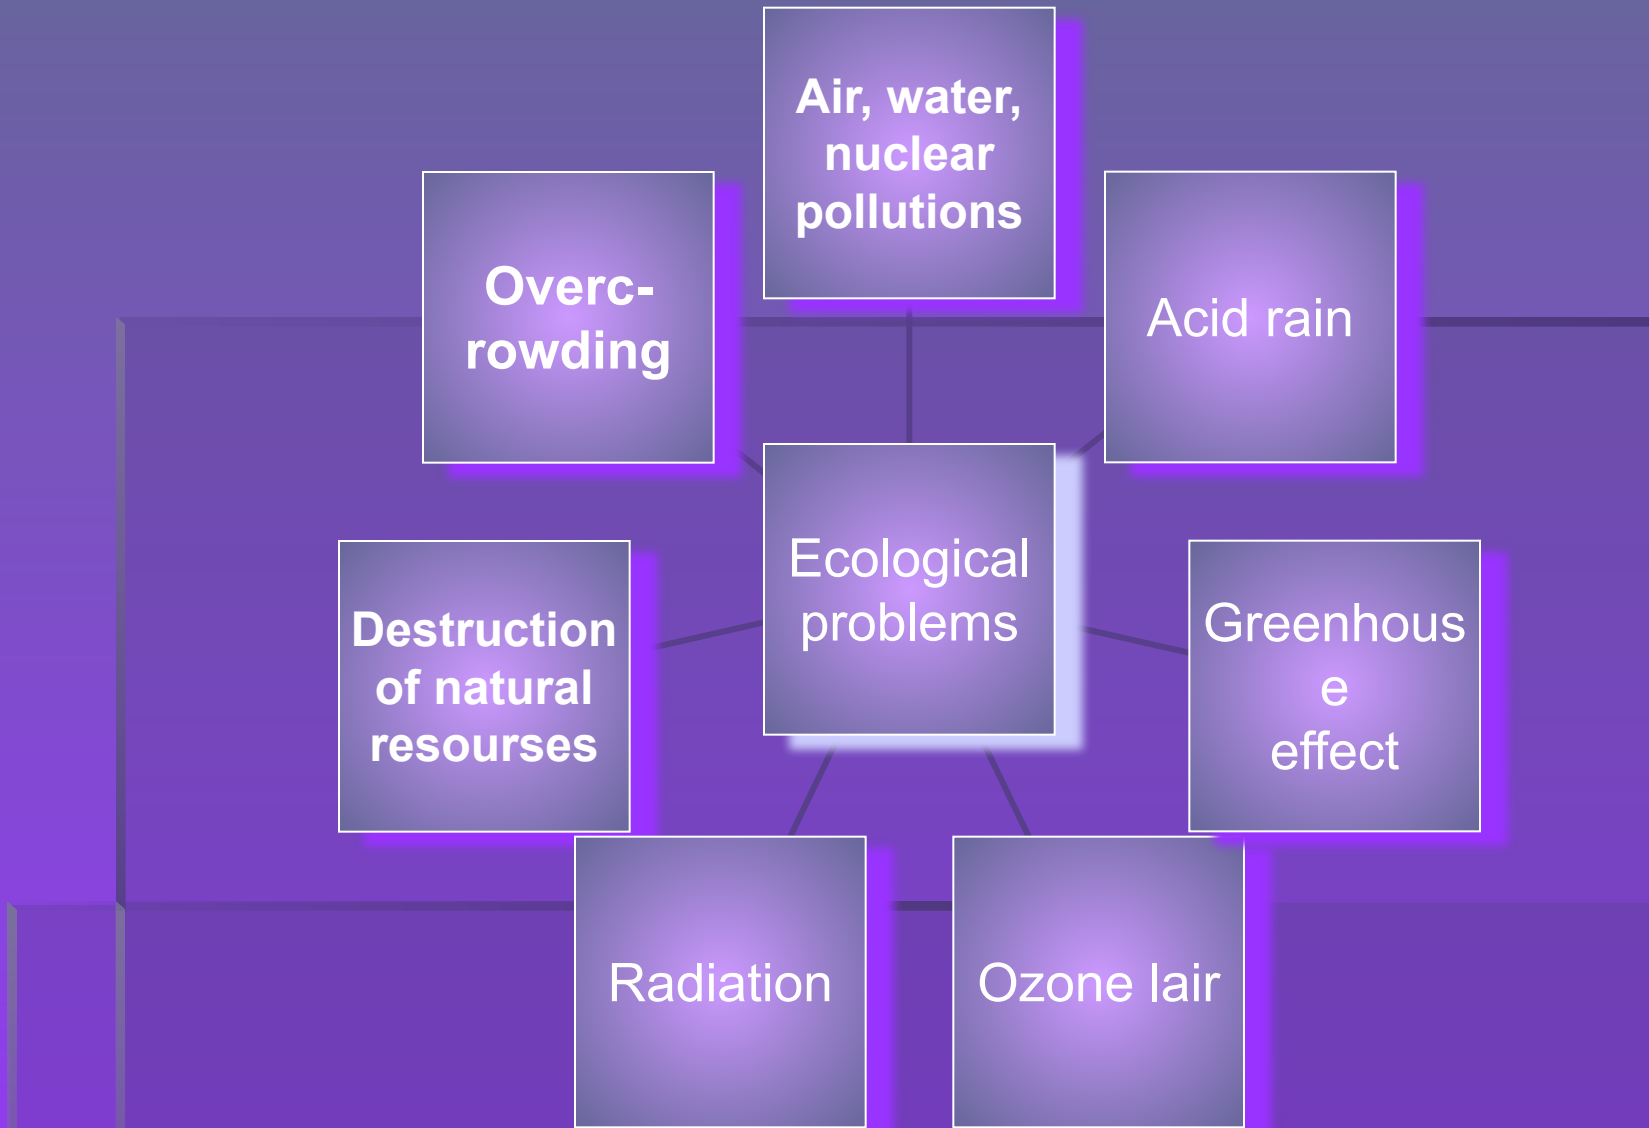 Air, water,
nuclear
pollutions
Overc-
rowding
Acid rain
Ecological
problems
Destruction
of natural
resourses
Greenhous
e
effect
Radiation
Ozone lair